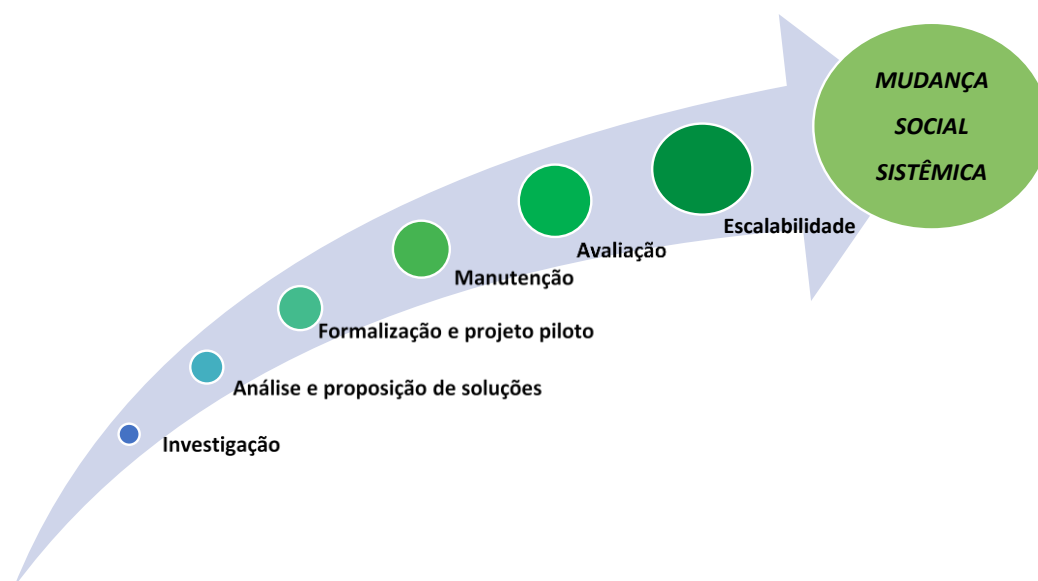 MUDANÇA
SOCIAL
SISTÊMICA
Escalabilidade
Avaliação
Manutenção
Formalização e projeto piloto
Análise e proposição de soluções
Investigação